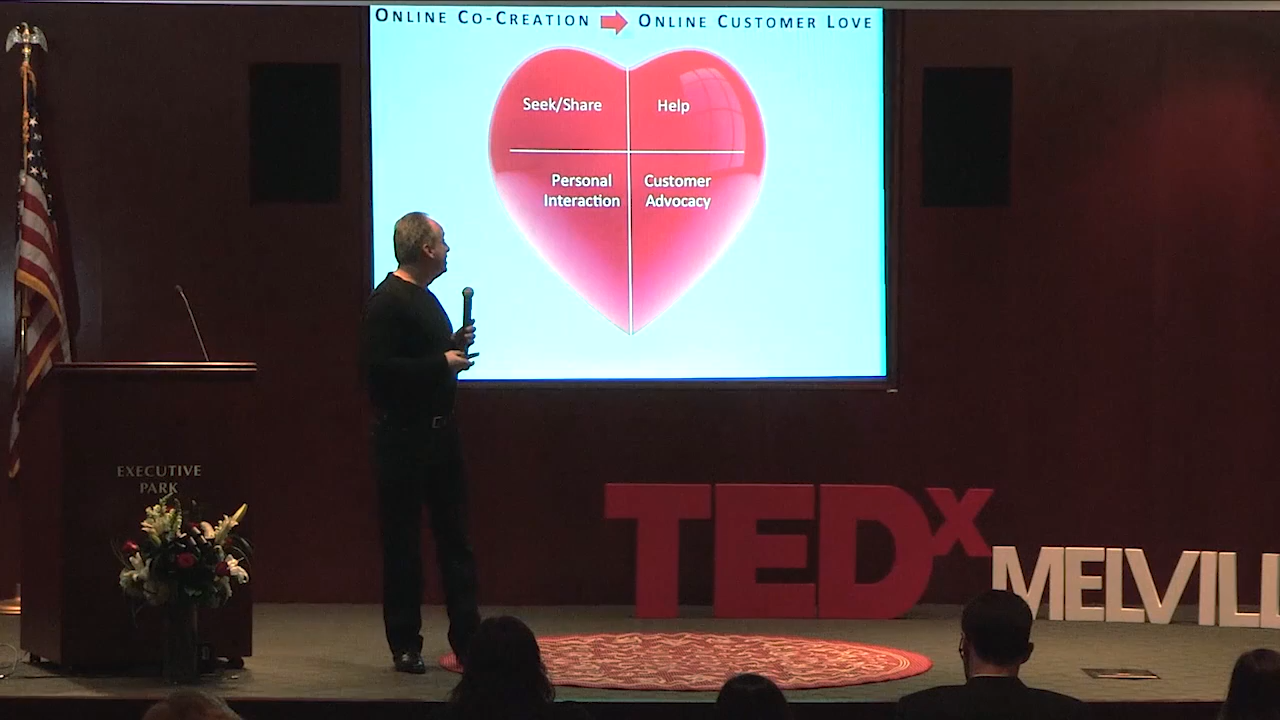 ONLINE CO-CREATION ONLINE CUSTOMER LOVE
Seek/Share
Help
Personal
Interaction
Customer
Advocacy
EXECUTIVE
PARK
TEDx
MELVILL